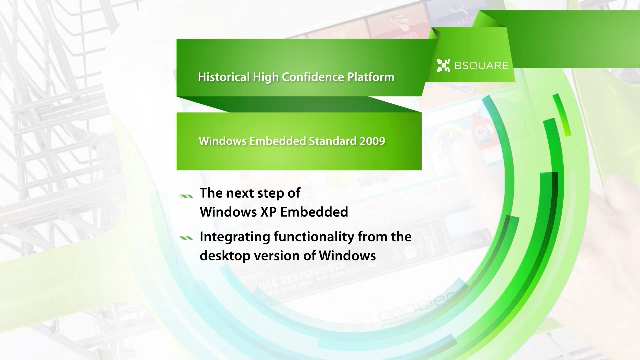 Historical High Confidence Platform
BSQUARE
Windows Embedded Standard 2009
The next step of
Windows XP Embedded
Integrating functionality from the
desktop version of Windows